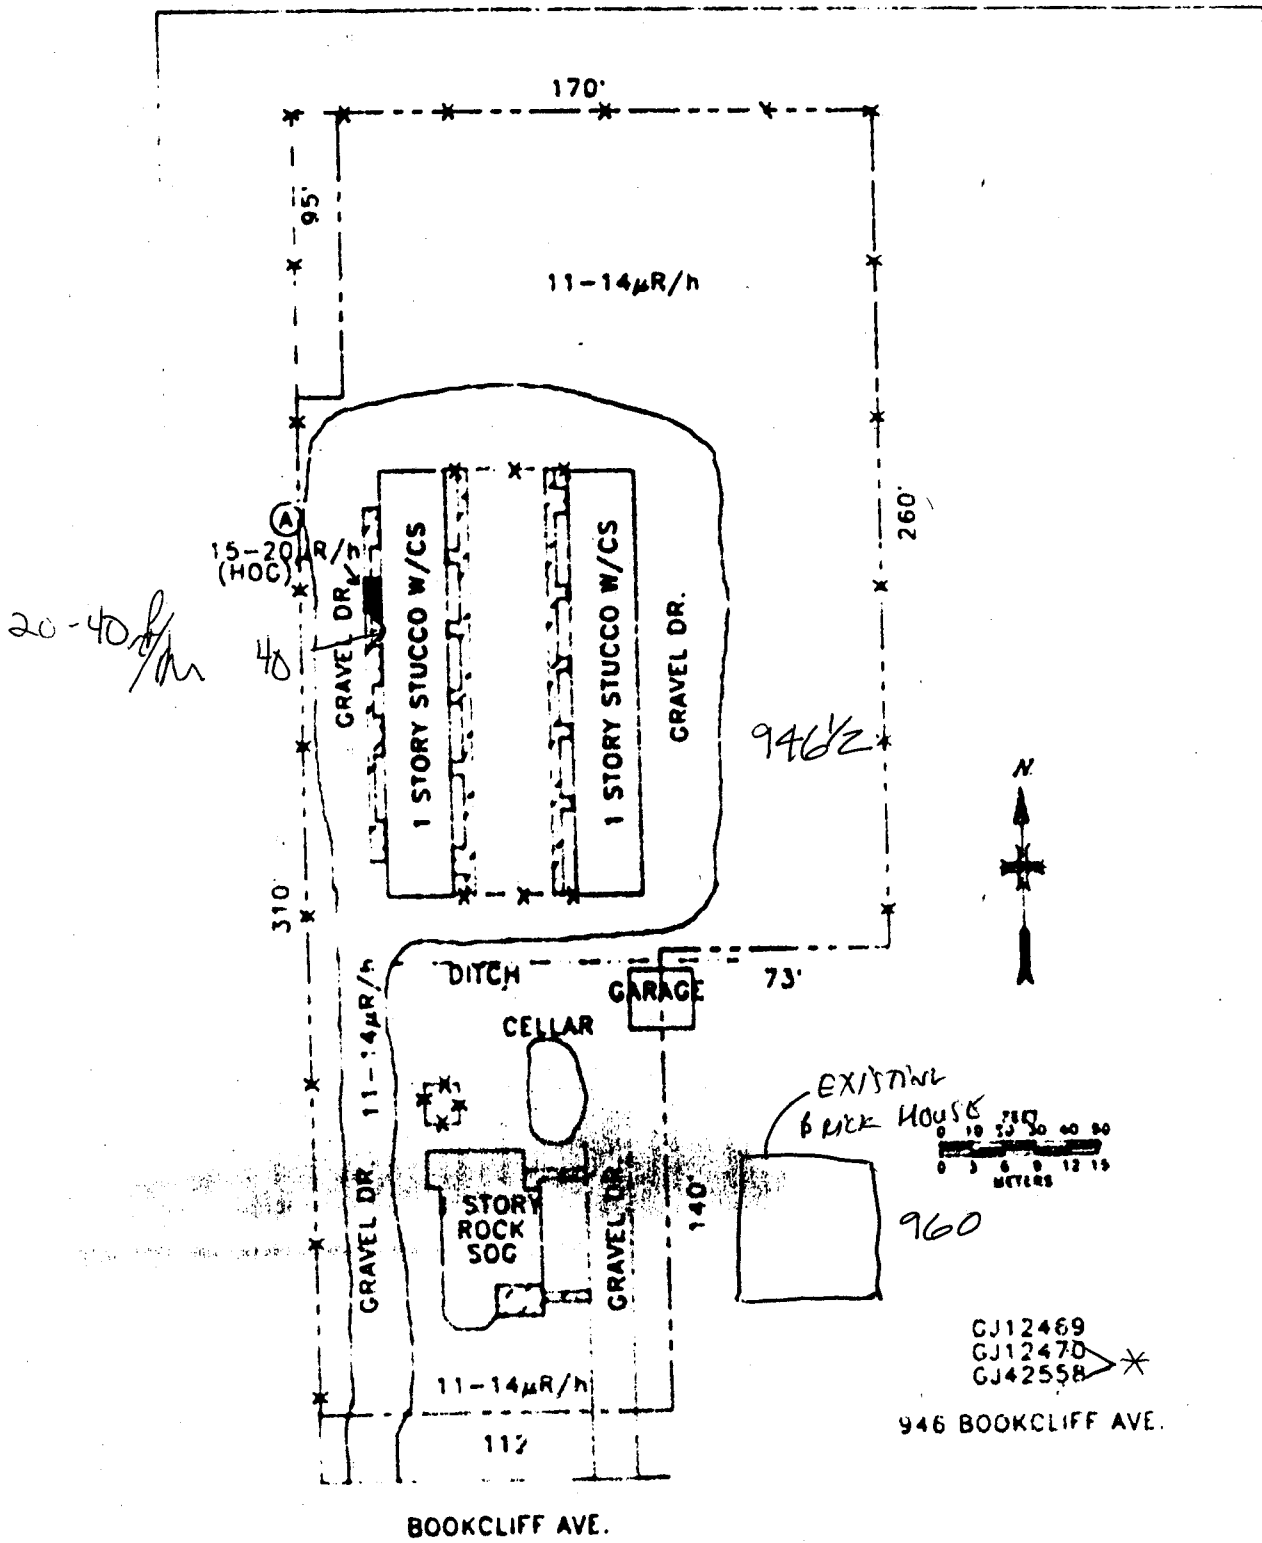 170'
95'
11-14µR/h
260'
A
15-20µR/h
(HOG)
20-40
40
GRAVEL DR.
1 STORY STUCCO W/CS
1 STORY STUCCO W/CS
GRAVEL DR.
946 1/2
N
310'
11-14µR/h
DITCH
GARAGE
73'
CELLAR
EXISTING
BRICK HOUSE
FEET
0 10 20 30 40 50
0 3 6 9 12 15
METERS
GRAVEL DR.
STORY
ROCK
SOG
GRAVEL DR.
140'
960
GJ12469
GJ12470
GJ42558 *
11-14µR/h
946 BOOKCLIFF AVE.
112
BOOKCLIFF AVE.